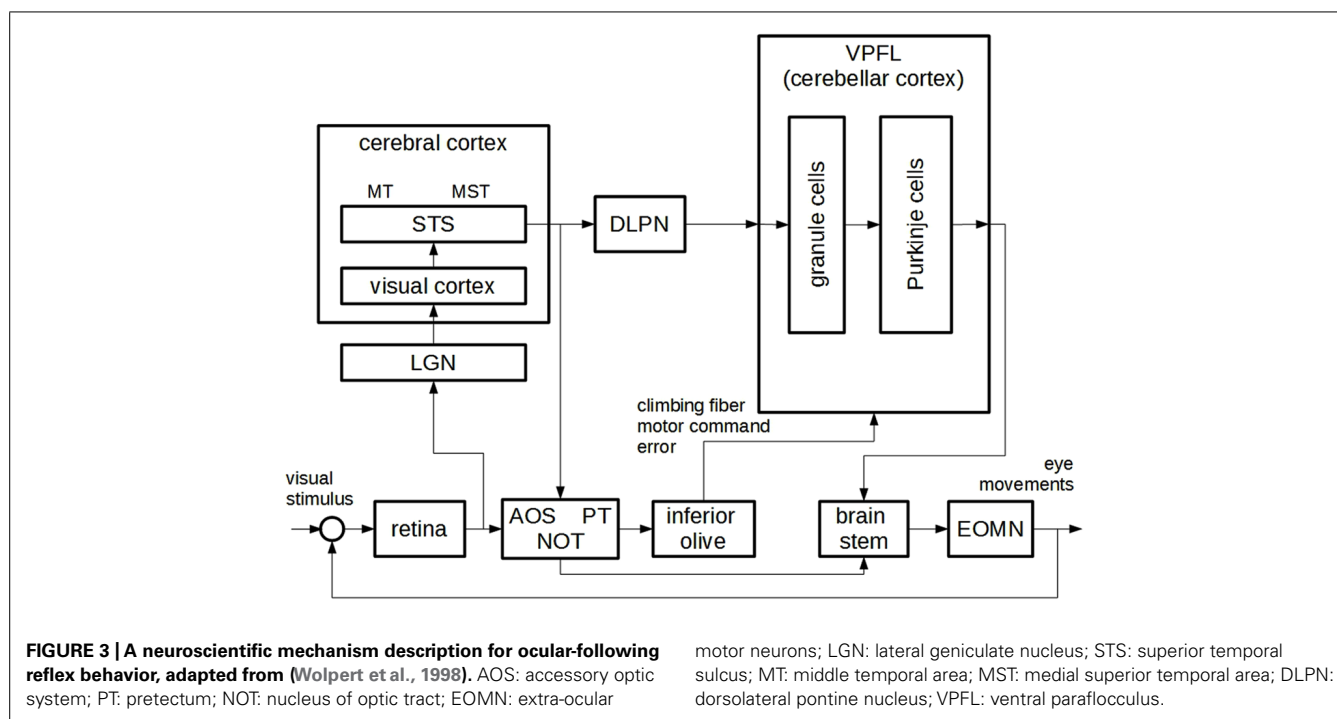 VPFL
(cerebellar cortex)
cerebral cortex
MT MST
STS
visual cortex
LGN
DLPN
granule cells
Purkinje cells
climbing fiber
motor command
error
visual
stimulus
retina
AOS PT
NOT
inferior
olive
brain
stem
EOMN
eye
movements
FIGURE 3 | A neuroscientific mechanism description for ocular-following
reflex behavior, adapted from (Wolpert et al., 1998). AOS: accessory optic
system; PT: pretectum; NOT: nucleus of optic tract; EOMN: extra-ocular
motor neurons; LGN: lateral geniculate nucleus; STS: superior temporal
sulcus; MT: middle temporal area; MST: medial superior temporal area; DLPN:
dorsolateral pontine nucleus; VPFL: ventral paraflocculus.